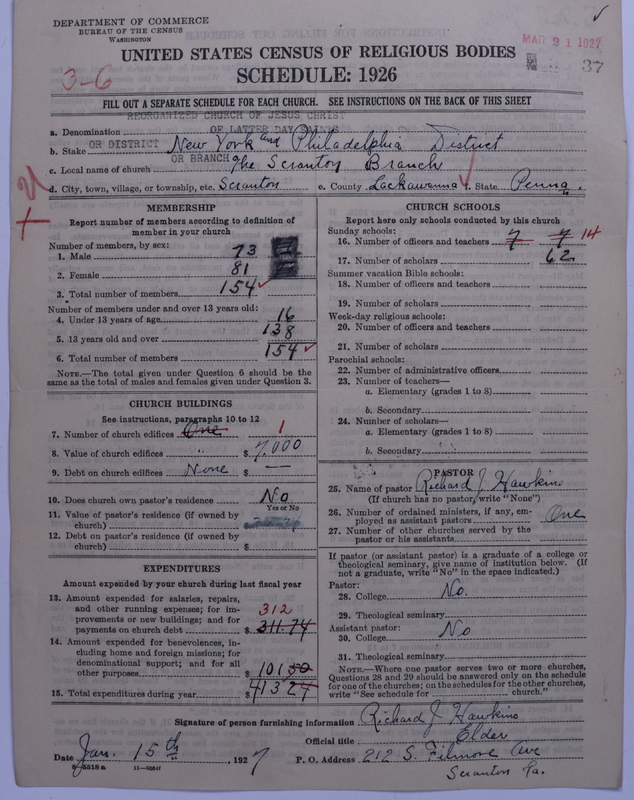 DEPARTMENT OF COMMERCE
BUREAU OF THE CENSUS
WASHINGTON
MAR 21 1927
37
UNITED STATES CENSUS OF RELIGIOUS BODIES
SCHEDULE: 1926
3-6
FILL OUT A SEPARATE SCHEDULE FOR EACH CHURCH. SEE INSTRUCTIONS ON THE BACK OF THIS SHEET
REORGANIZED CHURCH OF JESUS CHRIST
a. Denomination OF LATTER DAY SAINTS
b. Stake OR DISTRICT New York and Philadelphia District
c. Local name of church OR BRANCH The Scranton Branch
d. City, town, village, or township, etc. Scranton e. County Lackawanna f. State Penna.
MEMBERSHIP
Report number of members according to definition of
member in your church
Number of members, by sex:
1. Male 73
2. Female 81
3. Total number of members 154
Number of members under and over 13 years old:
4. Under 13 years of age 16
5. 13 years old and over 138
6. Total number of members 154
NOTE.—The total given under Question 6 should be the
same as the total of males and females given under Question 3.
CHURCH BUILDINGS
See instructions, paragraphs 10 to 12
7. Number of church edifices One 1
8. Value of church edifices " $ 7,000
9. Debt on church edifices None $ —
10. Does church own pastor's residence No
Yes or No
11. Value of pastor's residence (if owned by
church) $
12. Debt on pastor's residence (if owned by
church) $
EXPENDITURES
Amount expended by your church during last fiscal year
13. Amount expended for salaries, repairs,
and other running expenses; for im-
provements or new buildings; and for
payments on church debt $ 311.74 312
14. Amount expended for benevolences, in-
cluding home and foreign missions; for
denominational support; and for all
other purposes $ 101 50
15. Total expenditures during year $ 413 24
CHURCH SCHOOLS
Report here only schools conducted by this church
Sunday schools:
16. Number of officers and teachers 7 7 14
17. Number of scholars 62
Summer vacation Bible schools:
18. Number of officers and teachers
19. Number of scholars
Week-day religious schools:
20. Number of officers and teachers
21. Number of scholars
Parochial schools:
22. Number of administrative officers
23. Number of teachers—
a. Elementary (grades 1 to 8)
b. Secondary
24. Number of scholars—
a. Elementary (grades 1 to 8)
b. Secondary
PASTOR
25. Name of pastor Richard J. Hawkins
(If church has no pastor, write "None")
26. Number of ordained ministers, if any, em-
ployed as assistant pastors One
27. Number of other churches served by the
pastor or his assistants
If pastor (or assistant pastor) is a graduate of a college or
theological seminary, give name of institution below. (If
not a graduate, write "No" in the space indicated.)
Pastor:
28. College No.
29. Theological seminary
Assistant pastor:
30. College No
31. Theological seminary
NOTE.—Where one pastor serves two or more churches,
Questions 28 and 29 should be answered only on the schedule
for one of the churches; on the schedules for the other churches,
write "See schedule for church."
Signature of person furnishing information Richard J. Hawkins
Official title Elder
Date Jan. 15th, 1927 P. O. Address 212 S. Filmore Ave
Scranton Pa.